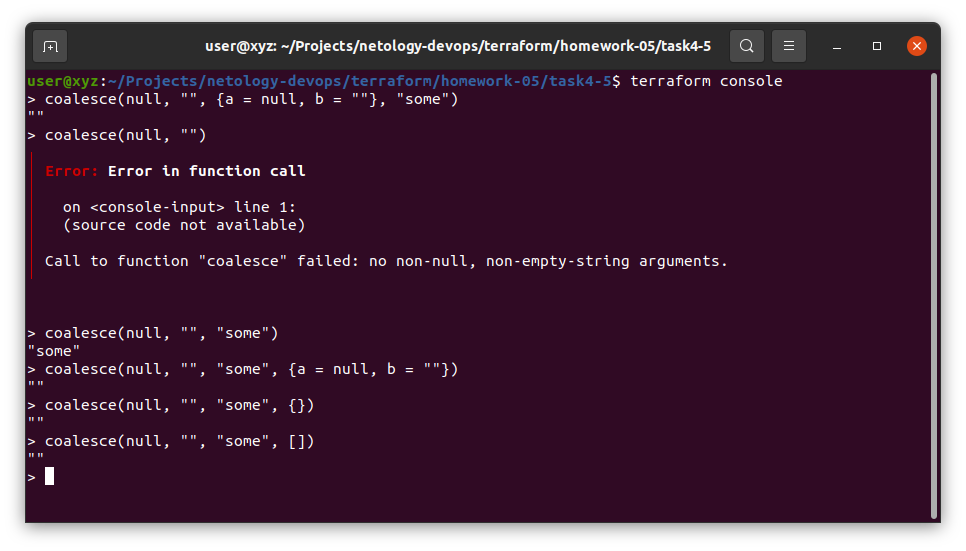 user@xyz: ~/Projects/netology-devops/terraform/homework-05/task4-5
user@xyz:~/Projects/netology-devops/terraform/homework-05/task4-5$ terraform console
> coalesce(null, "", {a = null, b = ""}, "some")
""
> coalesce(null, "")
Error: Error in function call
on <console-input> line 1:
(source code not available)
Call to function "coalesce" failed: no non-null, non-empty-string arguments.
> coalesce(null, "", "some")
"some"
> coalesce(null, "", "some", {a = null, b = ""})
""
> coalesce(null, "", "some", {})
""
> coalesce(null, "", "some", [])
""
>